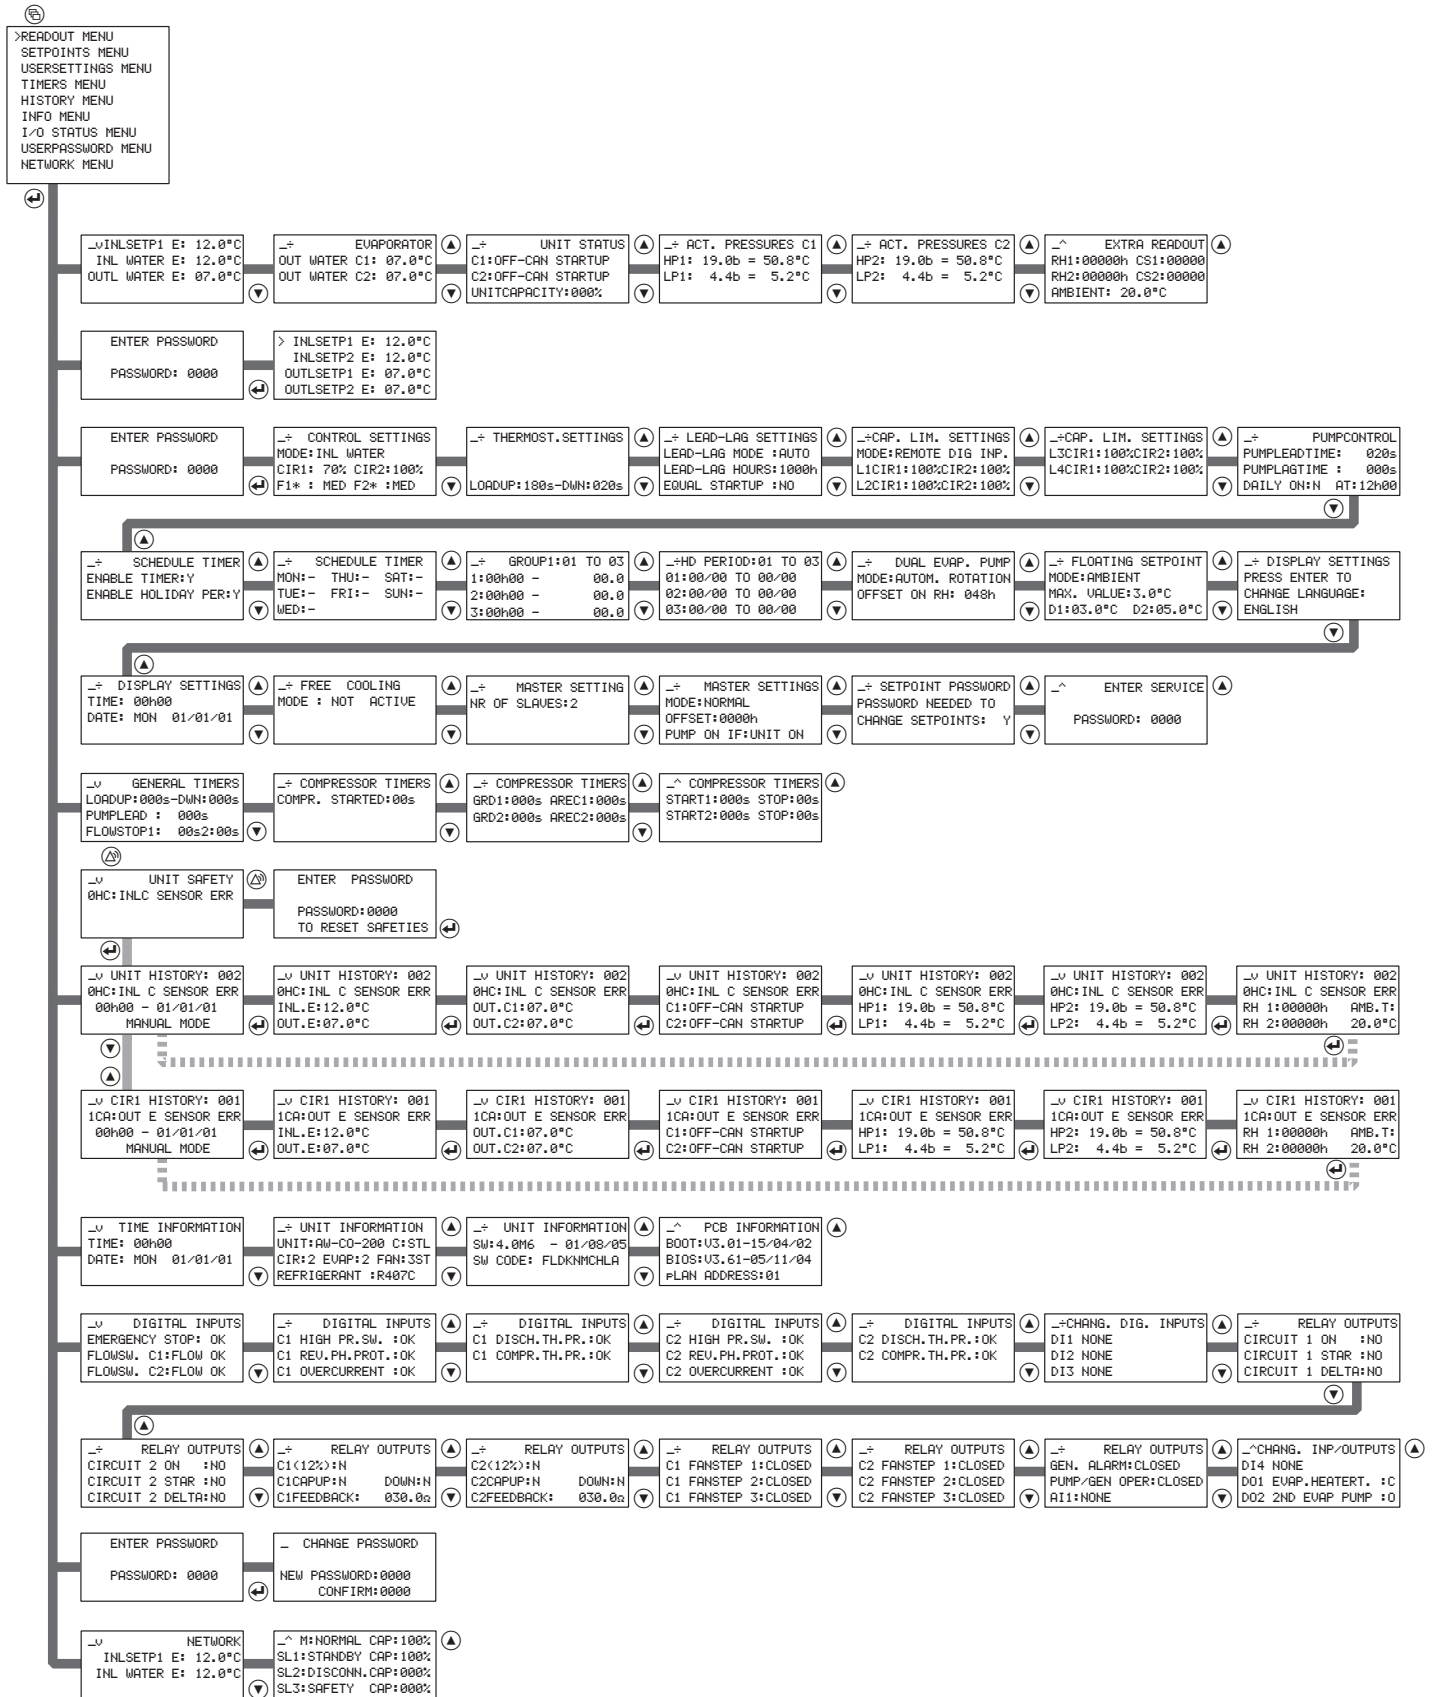 >READOUT MENU
SETPOINTS MENU
USERSETTINGS MENU
TIMERS MENU
HISTORY MENU
INFO MENU
I/O STATUS MENU
USERPASSWORD MENU
NETWORK MENU
_vINLSETP1 E: 12.0°C
INL WATER E: 12.0°C
OUTL WATER E: 07.0°C
_÷ EVAPORATOR
OUT WATER C1: 07.0°C
OUT WATER C2: 07.0°C
_÷ UNIT STATUS
C1:OFF-CAN STARTUP
C2:OFF-CAN STARTUP
UNITCAPACITY:000%
_÷ ACT. PRESSURES C1
HP1: 19.0b = 50.8°C
LP1: 4.4b = 5.2°C
_÷ ACT. PRESSURES C2
HP2: 19.0b = 50.8°C
LP2: 4.4b = 5.2°C
_^ EXTRA READOUT
RH1:00000h CS1:00000
RH2:00000h CS2:00000
AMBIENT: 20.0°C
ENTER PASSWORD
PASSWORD: 0000
> INLSETP1 E: 12.0°C
INLSETP2 E: 12.0°C
OUTLSETP1 E: 07.0°C
OUTLSETP2 E: 07.0°C
ENTER PASSWORD
PASSWORD: 0000
_÷ CONTROL SETTINGS
MODE:INL WATER
CIR1: 70% CIR2:100%
F1* : MED F2* :MED
_÷ THERMOST.SETTINGS
LOADUP:180s-DWN:020s
_÷ LEAD-LAG SETTINGS
LEAD-LAG MODE :AUTO
LEAD-LAG HOURS:1000h
EQUAL STARTUP :NO
_÷CAP. LIM. SETTINGS
MODE:REMOTE DIG INP.
L1CIR1:100%CIR2:100%
L2CIR1:100%CIR2:100%
_÷CAP. LIM. SETTINGS
L3CIR1:100%CIR2:100%
L4CIR1:100%CIR2:100%
_÷ PUMPCONTROL
PUMPLEADTIME: 020s
PUMPLAGTIME : 000s
DAILY ON:N AT:12h00
_÷ SCHEDULE TIMER
ENABLE TIMER:Y
ENABLE HOLIDAY PER:Y
_÷ SCHEDULE TIMER
MON:- THU:- SAT:-
TUE:- FRI:- SUN:-
WED:-
_÷ GROUP1:01 TO 03
1:00h00 - 00.0
2:00h00 - 00.0
3:00h00 - 00.0
_÷HD PERIOD:01 TO 03
01:00/00 TO 00/00
02:00/00 TO 00/00
03:00/00 TO 00/00
_÷ DUAL EVAP. PUMP
MODE:AUTOM. ROTATION
OFFSET ON RH: 048h
_÷ FLOATING SETPOINT
MODE:AMBIENT
MAX. VALUE:3.0°C
D1:03.0°C D2:05.0°C
_÷ DISPLAY SETTINGS
PRESS ENTER TO
CHANGE LANGUAGE:
ENGLISH
_÷ DISPLAY SETTINGS
TIME: 00h00
DATE: MON 01/01/01
_÷ FREE COOLING
MODE : NOT ACTIVE
_÷ MASTER SETTING
NR OF SLAVES:2
_÷ MASTER SETTINGS
MODE:NORMAL
OFFSET:0000h
PUMP ON IF:UNIT ON
_÷ SETPOINT PASSWORD
PASSWORD NEEDED TO
CHANGE SETPOINTS: Y
_^ ENTER SERVICE
PASSWORD: 0000
_v GENERAL TIMERS
LOADUP:000s-DWN:000s
PUMPLEAD : 000s
FLOWSTOP1: 00s2:00s
_÷ COMPRESSOR TIMERS
COMPR. STARTED:00s
_÷ COMPRESSOR TIMERS
GRD1:000s AREC1:000s
GRD2:000s AREC2:000s
_^ COMPRESSOR TIMERS
START1:000s STOP:00s
START2:000s STOP:00s
_v UNIT SAFETY
0HC:INLC SENSOR ERR
ENTER PASSWORD
PASSWORD:0000
TO RESET SAFETIES
_v UNIT HISTORY: 002
0HC:INL C SENSOR ERR
00h00 - 01/01/01
MANUAL MODE
_v UNIT HISTORY: 002
0HC:INL C SENSOR ERR
INL.E:12.0°C
OUT.E:07.0°C
_v UNIT HISTORY: 002
0HC:INL C SENSOR ERR
OUT.C1:07.0°C
OUT.C2:07.0°C
_v UNIT HISTORY: 002
0HC:INL C SENSOR ERR
C1:OFF-CAN STARTUP
C2:OFF-CAN STARTUP
_v UNIT HISTORY: 002
0HC:INL C SENSOR ERR
HP1: 19.0b = 50.8°C
LP1: 4.4b = 5.2°C
_v UNIT HISTORY: 002
0HC:INL C SENSOR ERR
HP2: 19.0b = 50.8°C
LP2: 4.4b = 5.2°C
_v UNIT HISTORY: 002
0HC:INL C SENSOR ERR
RH 1:00000h AMB.T:
RH 2:00000h 20.0°C
_v CIR1 HISTORY: 001
1CA:OUT E SENSOR ERR
00h00 - 01/01/01
MANUAL MODE
_v CIR1 HISTORY: 001
1CA:OUT E SENSOR ERR
INL.E:12.0°C
OUT.E:07.0°C
_v CIR1 HISTORY: 001
1CA:OUT E SENSOR ERR
OUT.C1:07.0°C
OUT.C2:07.0°C
_v CIR1 HISTORY: 001
1CA:OUT E SENSOR ERR
C1:OFF-CAN STARTUP
C2:OFF-CAN STARTUP
_v CIR1 HISTORY: 001
1CA:OUT E SENSOR ERR
HP1: 19.0b = 50.8°C
LP1: 4.4b = 5.2°C
_v CIR1 HISTORY: 001
1CA:OUT E SENSOR ERR
HP2: 19.0b = 50.8°C
LP2: 4.4b = 5.2°C
_v CIR1 HISTORY: 001
1CA:OUT E SENSOR ERR
RH 1:00000h AMB.T:
RH 2:00000h 20.0°C
_v TIME INFORMATION
TIME: 00h00
DATE: MON 01/01/01
_÷ UNIT INFORMATION
UNIT:AW-CO-200 C:STL
CIR:2 EVAP:2 FAN:3ST
REFRIGERANT :R407C
_÷ UNIT INFORMATION
SW:4.0M6 - 01/08/05
SW CODE: FLDKNMCHLA
_^ PCB INFORMATION
BOOT:V3.01-15/04/02
BIOS:V3.61-05/11/04
pLAN ADDRESS:01
_v DIGITAL INPUTS
EMERGENCY STOP: OK
FLOWSW. C1:FLOW OK
FLOWSW. C2:FLOW OK
_÷ DIGITAL INPUTS
C1 HIGH PR.SW. :OK
C1 REV.PH.PROT.:OK
C1 OVERCURRENT :OK
_÷ DIGITAL INPUTS
C1 DISCH.TH.PR.:OK
C1 COMPR.TH.PR.:OK
_÷ DIGITAL INPUTS
C2 HIGH PR.SW. :OK
C2 REV.PH.PROT.:OK
C2 OVERCURRENT :OK
_÷ DIGITAL INPUTS
C2 DISCH.TH.PR.:OK
C2 COMPR.TH.PR.:OK
_÷CHANG. DIG. INPUTS
DI1 NONE
DI2 NONE
DI3 NONE
_÷ RELAY OUTPUTS
CIRCUIT 1 ON :NO
CIRCUIT 1 STAR :NO
CIRCUIT 1 DELTA:NO
_÷ RELAY OUTPUTS
CIRCUIT 2 ON :NO
CIRCUIT 2 STAR :NO
CIRCUIT 2 DELTA:NO
_÷ RELAY OUTPUTS
C1(12%):N
C1CAPUP:N DOWN:N
C1FEEDBACK: 030.0Ω
_÷ RELAY OUTPUTS
C2(12%):N
C2CAPUP:N DOWN:N
C2FEEDBACK: 030.0Ω
_÷ RELAY OUTPUTS
C1 FANSTEP 1:CLOSED
C1 FANSTEP 2:CLOSED
C1 FANSTEP 3:CLOSED
_÷ RELAY OUTPUTS
C2 FANSTEP 1:CLOSED
C2 FANSTEP 2:CLOSED
C2 FANSTEP 3:CLOSED
_÷ RELAY OUTPUTS
GEN. ALARM:CLOSED
PUMP/GEN OPER:CLOSED
AI1:NONE
_^CHANG. INP/OUTPUTS
DI4 NONE
DO1 EVAP.HEATERT. :C
DO2 2ND EVAP PUMP :O
ENTER PASSWORD
PASSWORD: 0000
_ CHANGE PASSWORD
NEW PASSWORD:0000
CONFIRM:0000
_v NETWORK
INLSETP1 E: 12.0°C
INL WATER E: 12.0°C
_^ M:NORMAL CAP:100%
SL1:STANDBY CAP:100%
SL2:DISCONN.CAP:000%
SL3:SAFETY CAP:000%